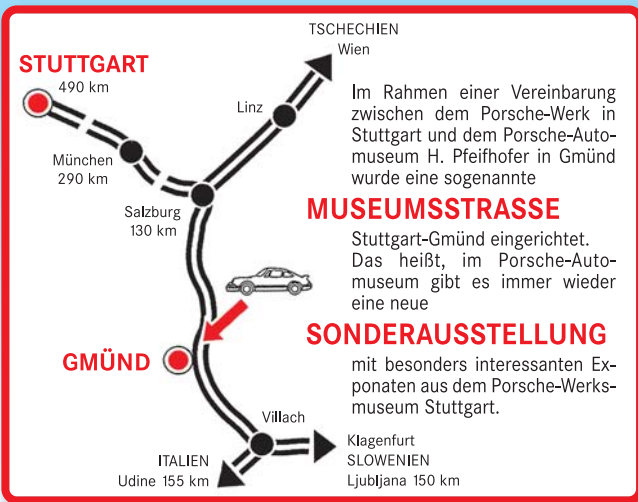 TSCHECHIEN
Wien
STUTTGART
490 km
Linz
München
290 km
Salzburg
130 km
GMÜND
Villach
ITALIEN
Udine 155 km
Klagenfurt
SLOWENIEN
Ljubljana 150 km
Im Rahmen einer Vereinbarung
zwischen dem Porsche-Werk in
Stuttgart und dem Porsche-Auto-
museum H. Pfeifhofer in Gmünd
wurde eine sogenannte
MUSEUMSSTRASSE
Stuttgart-Gmünd eingerichtet.
Das heißt, im Porsche-Auto-
museum gibt es immer wieder
eine neue
SONDERAUSSTELLUNG
mit besonders interessanten Ex-
ponaten aus dem Porsche-Werks-
museum Stuttgart.